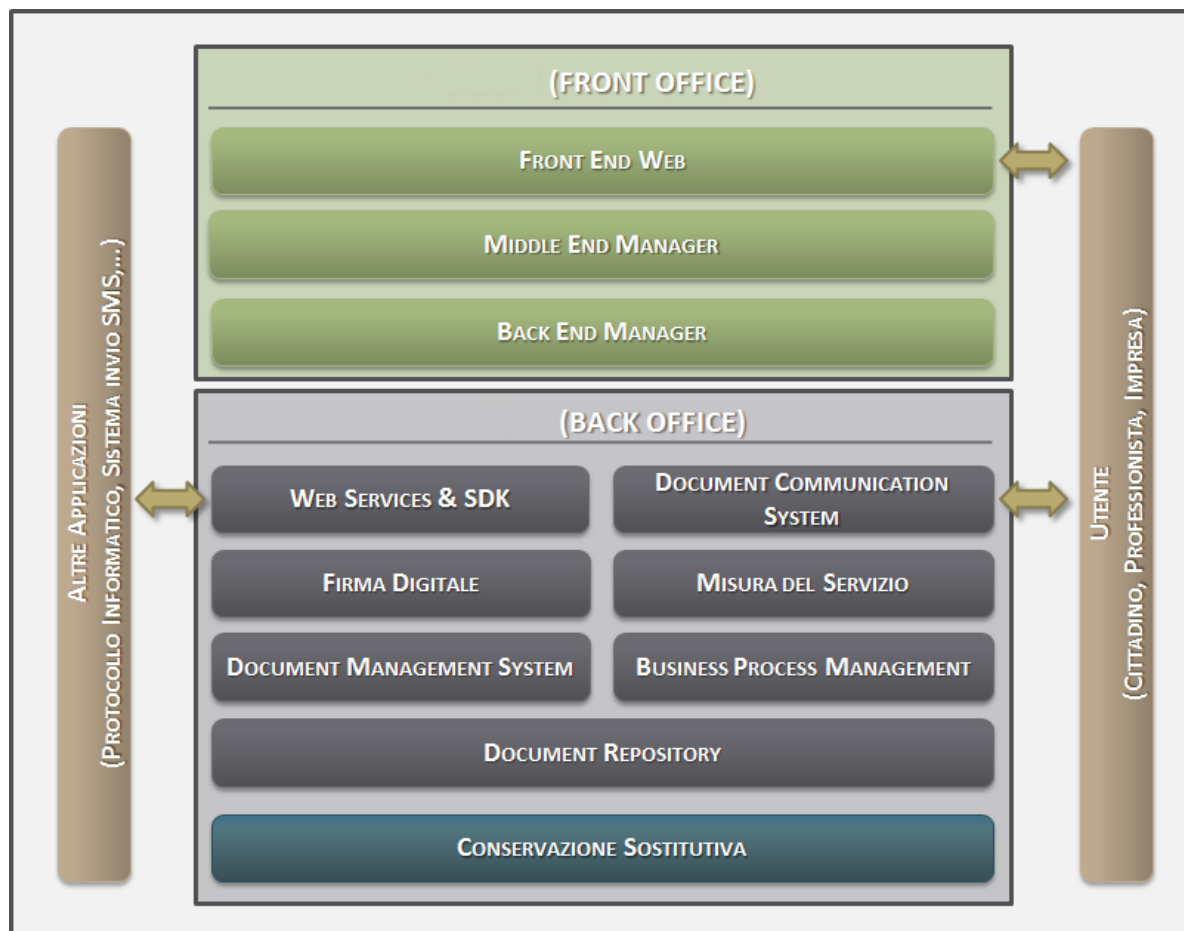 (FRONT OFFICE)
FRONT END WEB
MIDDLE END MANAGER
BACK END MANAGER
(BACK OFFICE)
WEB SERVICES & SDK
DOCUMENT COMMUNICATION
SYSTEM
FIRMA DIGITALE
MISURA DEL SERVIZIO
DOCUMENT MANAGEMENT SYSTEM
BUSINESS PROCESS MANAGEMENT
DOCUMENT REPOSITORY
CONSERVAZIONE SOSTITUTIVA
ALTRE APPLICAZIONI
(PROTOCOLLO INFORMATICO, SISTEMA INVIO SMS,...)
UTENTE
(CITTADINO, PROFESSIONISTA, IMPRESA)